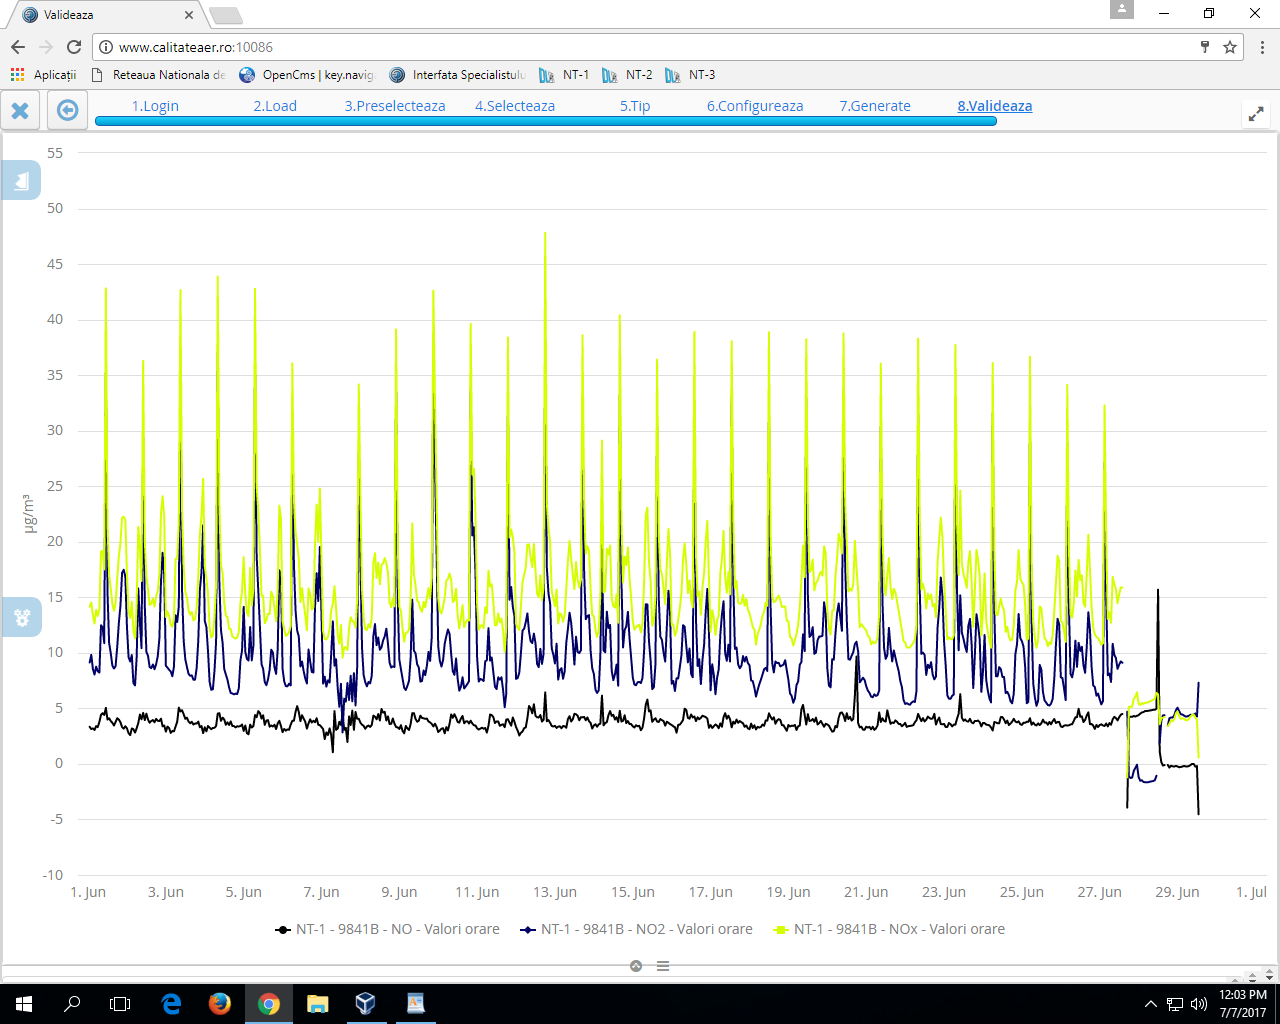 Valideaza
www.calitateaer.ro:10086
Aplicații
Reteaua Nationala de
OpenCms | key.navig
Interfata Specialistulu
NT-1
NT-2
NT-3
1.Login
2.Load
3.Preselecteaza
4.Selecteaza
5.Tip
6.Configureaza
7.Generate
8.Valideaza
55
50
45
40
35
30
25
20
15
10
5
0
-5
-10
µg/m³
1. Jun
3. Jun
5. Jun
7. Jun
9. Jun
11. Jun
13. Jun
15. Jun
17. Jun
19. Jun
21. Jun
23. Jun
25. Jun
27. Jun
29. Jun
1. Jul
NT-1 - 9841B - NO - Valori orare
NT-1 - 9841B - NO2 - Valori orare
NT-1 - 9841B - NOx - Valori orare
12:03 PM
7/7/2017